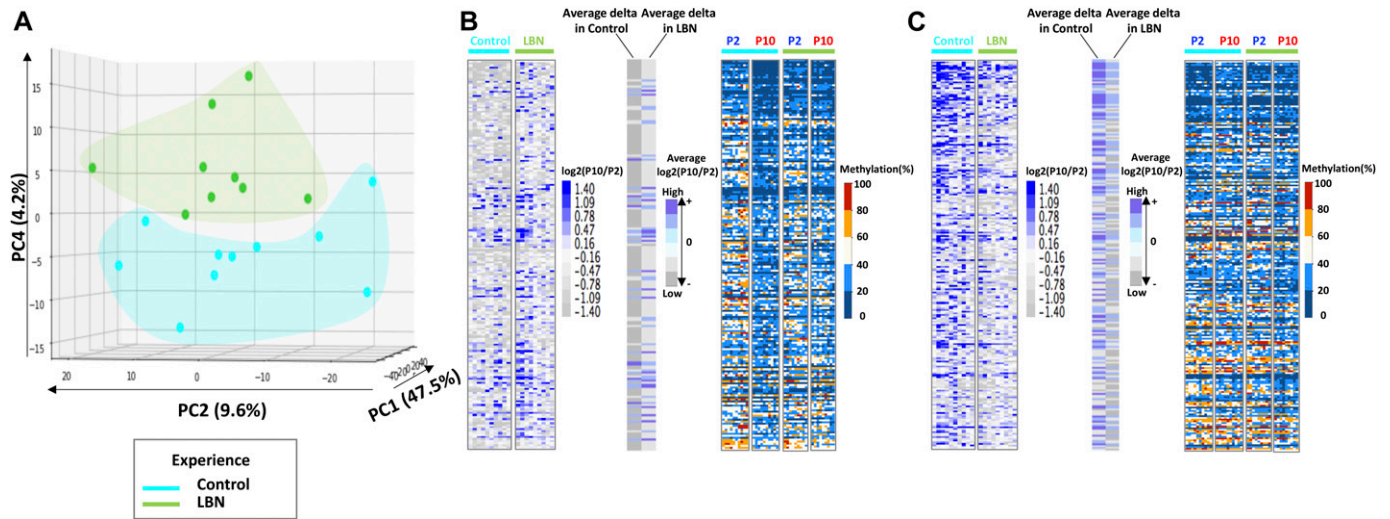 A
PC4 (4.2%)
15
10
5
0
−5
−10
−15
20
10
0
−10
−20
PC2 (9.6%)
PC1 (47.5%)
Experience
Control
LBN
B
Average delta in Control
Average delta in LBN
Control
LBN
P2
P10
P2
P10
log2(P10/P2)
1.40
1.09
0.78
0.47
0.16
−0.16
−0.47
−0.78
−1.09
−1.40
Average
log2(P10/P2)
High
+
0
-
Low
Methylation(%)
100
80
60
40
20
0
C
Average delta in Control
Average delta in LBN
Control
LBN
P2
P10
P2
P10
log2(P10/P2)
1.40
1.09
0.78
0.47
0.16
−0.16
−0.47
−0.78
−1.09
−1.40
Average
log2(P10/P2)
High
+
0
-
Low
Methylation(%)
100
80
60
40
20
0